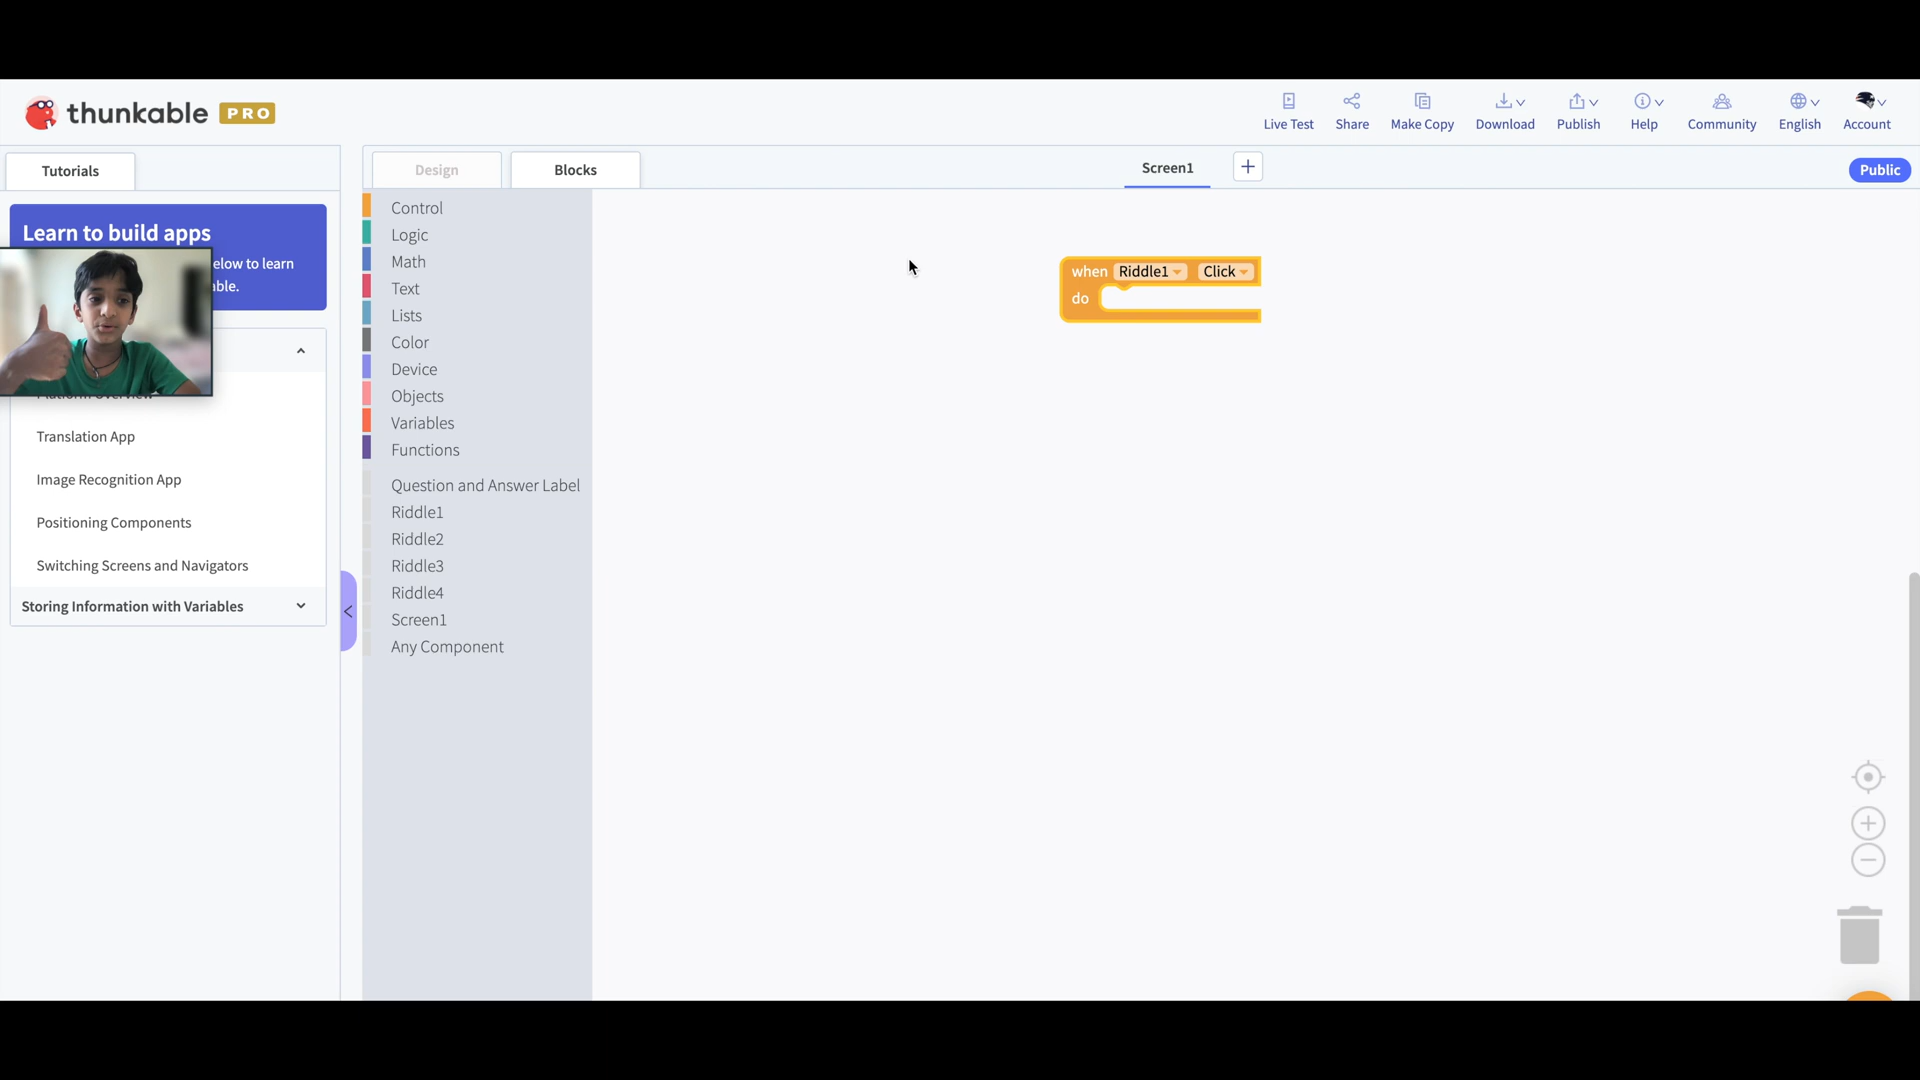 thunkable PRO
Live Test
Share
Make Copy
Download
Publish
Help
Community
English
Account
Tutorials
Design
Blocks
Screen1
Public
Learn to build apps
elow to learn
able.
Platform Overview
Translation App
Image Recognition App
Positioning Components
Switching Screens and Navigators
Storing Information with Variables
Control
Logic
Math
Text
Lists
Color
Device
Objects
Variables
Functions
Question and Answer Label
Riddle1
Riddle2
Riddle3
Riddle4
Screen1
Any Component
when Riddle1 Click
do